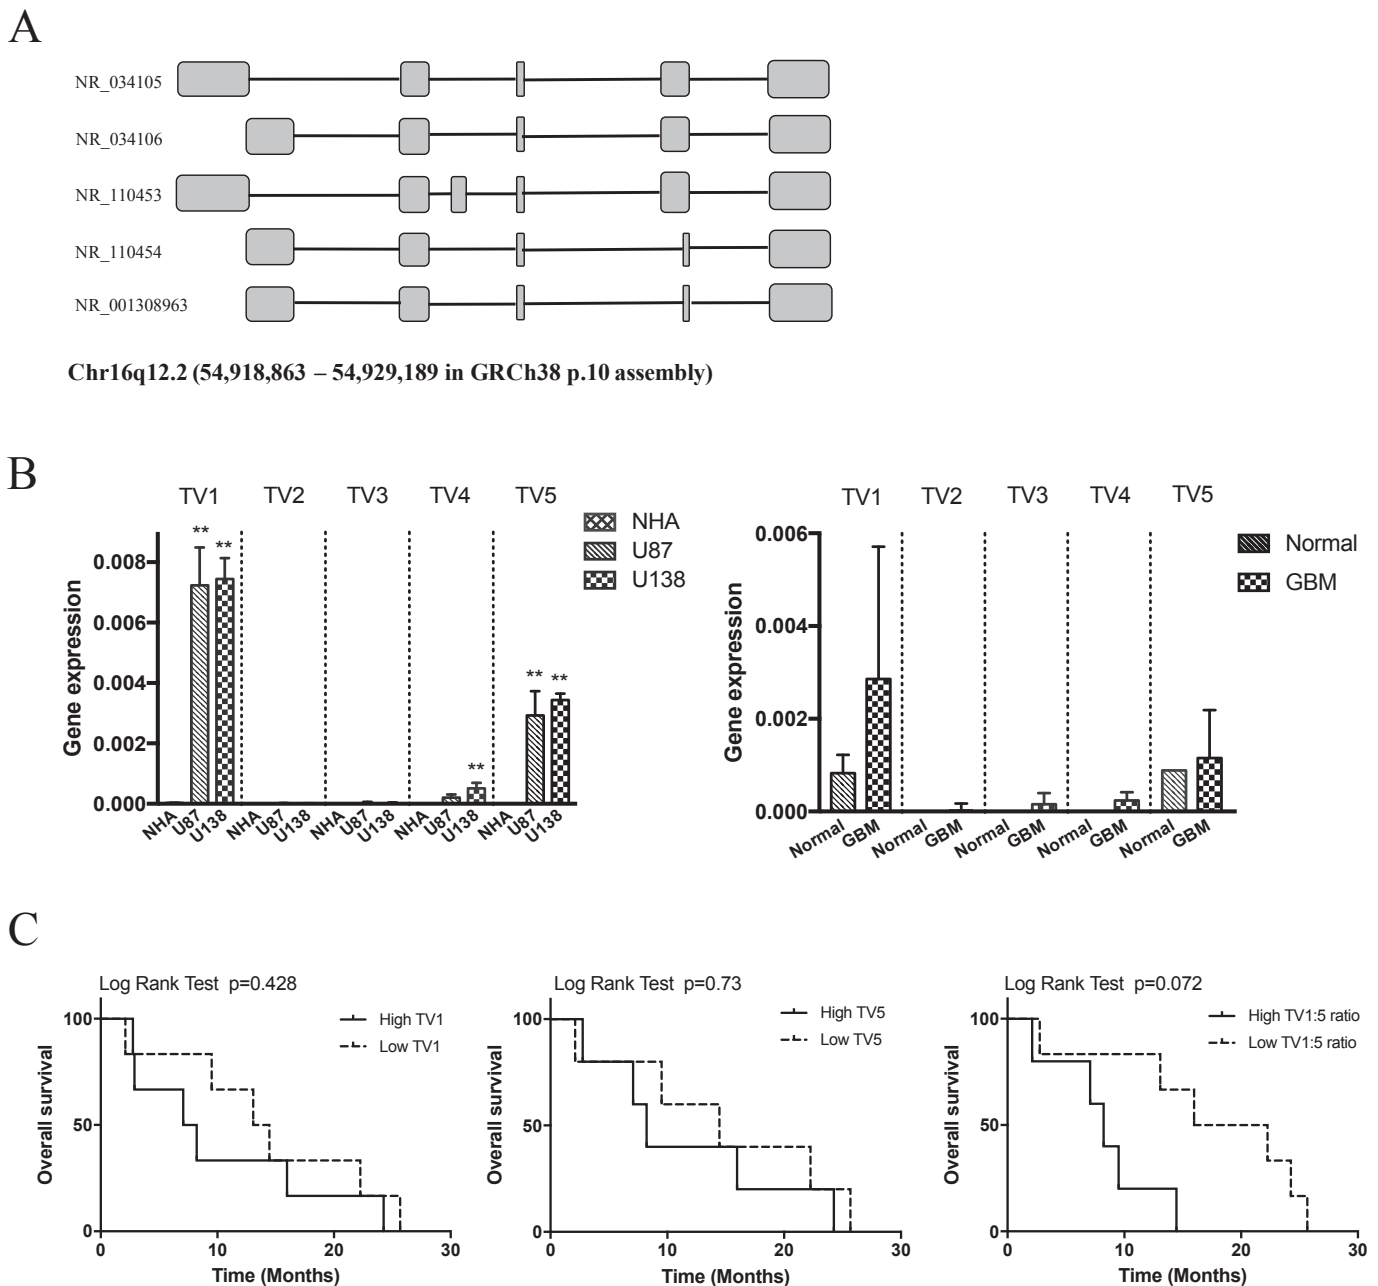 A
NR_034105
NR_034106
NR_110453
NR_110454
NR_001308963
Chr16q12.2 (54,918,863 – 54,929,189 in GRCh38 p.10 assembly)
B
TV1 TV2 TV3 TV4 TV5
** ** ** ** **
NHA
U87
U138
Gene expression
0.008
0.006
0.004
0.002
0.000
NHA U87 U138 NHA U87 U138 NHA U87 U138 NHA U87 U138 NHA U87 U138
TV1 TV2 TV3 TV4 TV5
Normal
GBM
Gene expression
0.006
0.004
0.002
0.000
Normal GBM Normal GBM Normal GBM Normal GBM Normal GBM
C
Log Rank Test p=0.428
High TV1
Low TV1
Overall survival
100
50
0
0 10 20 30
Time (Months)
Log Rank Test p=0.73
High TV5
Low TV5
Overall survival
100
50
0
0 10 20 30
Time (Months)
Log Rank Test p=0.072
High TV1:5 ratio
Low TV1:5 ratio
Overall survival
100
50
0
0 10 20 30
Time (Months)